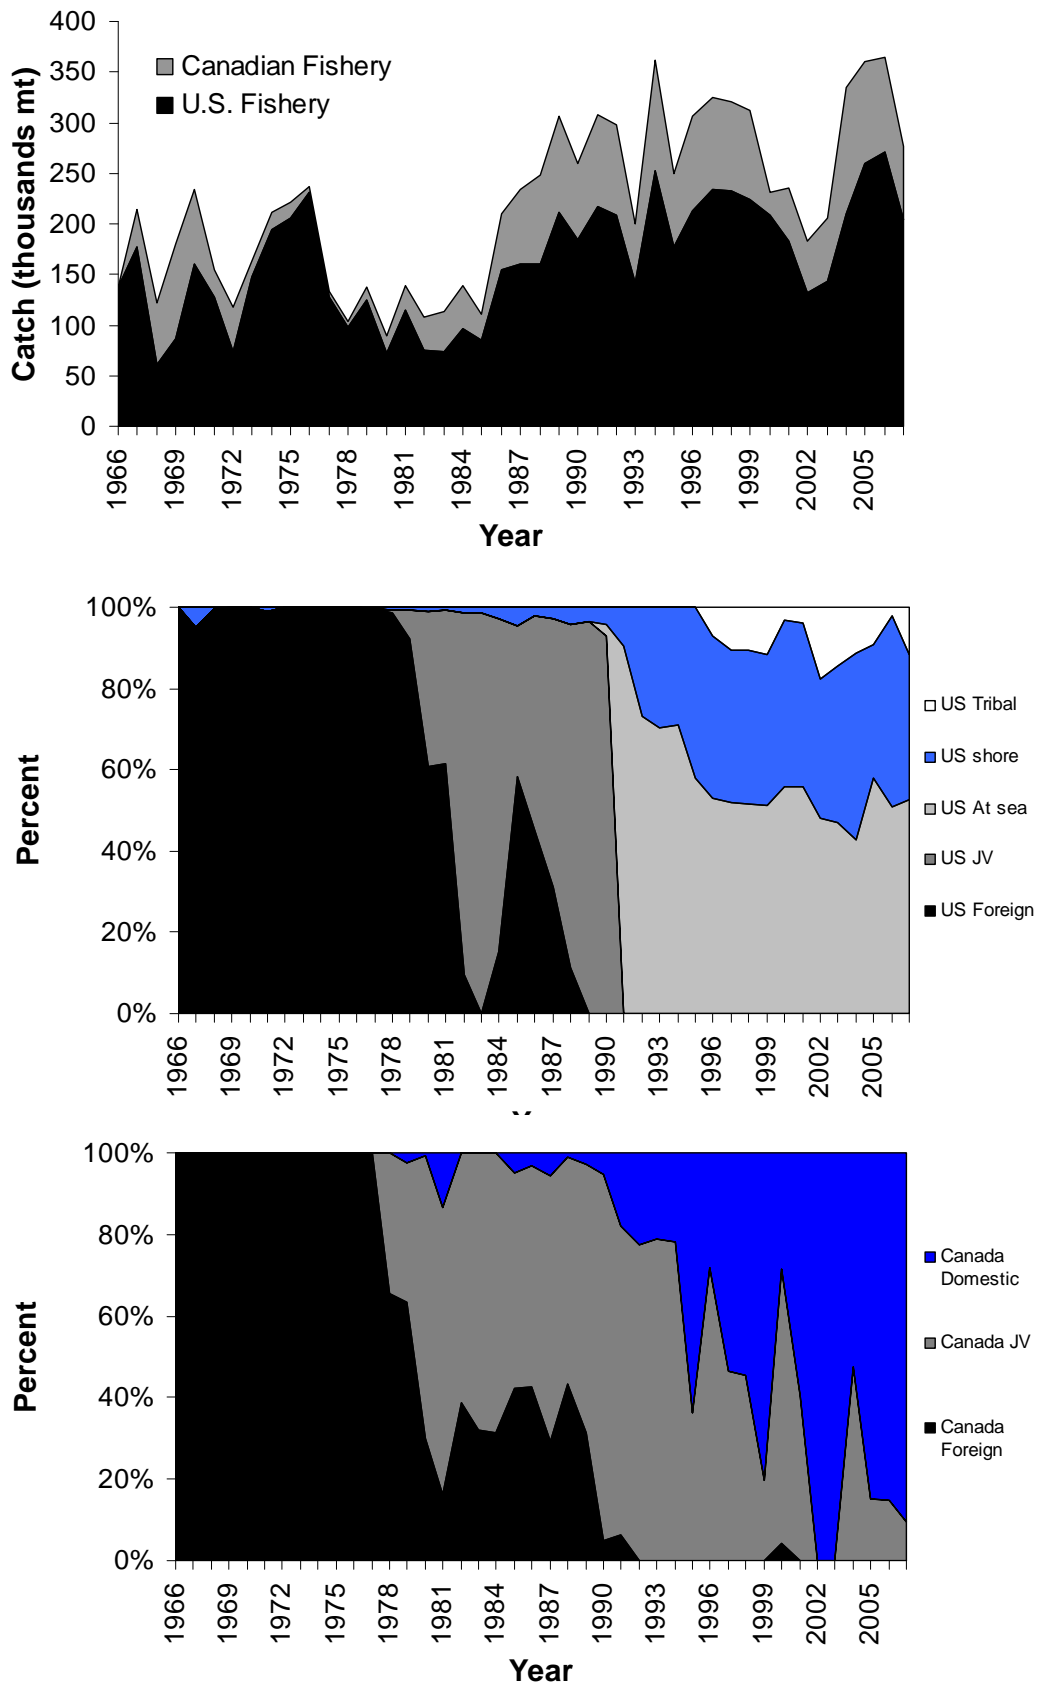 400
350
300
250
200
150
100
50
0
Catch (thousands mt)
Canadian Fishery
U.S. Fishery
1966 1969 1972 1975 1978 1981 1984 1987 1990 1993 1996 1999 2002 2005
Year
100%
80%
60%
40%
20%
0%
Percent
US Tribal
US shore
US At sea
US JV
US Foreign
1966 1969 1972 1975 1978 1981 1984 1987 1990 1993 1996 1999 2002 2005
100%
80%
60%
40%
20%
0%
Percent
Canada
Domestic
Canada JV
Canada
Foreign
1966 1969 1972 1975 1978 1981 1984 1987 1990 1993 1996 1999 2002 2005
Year